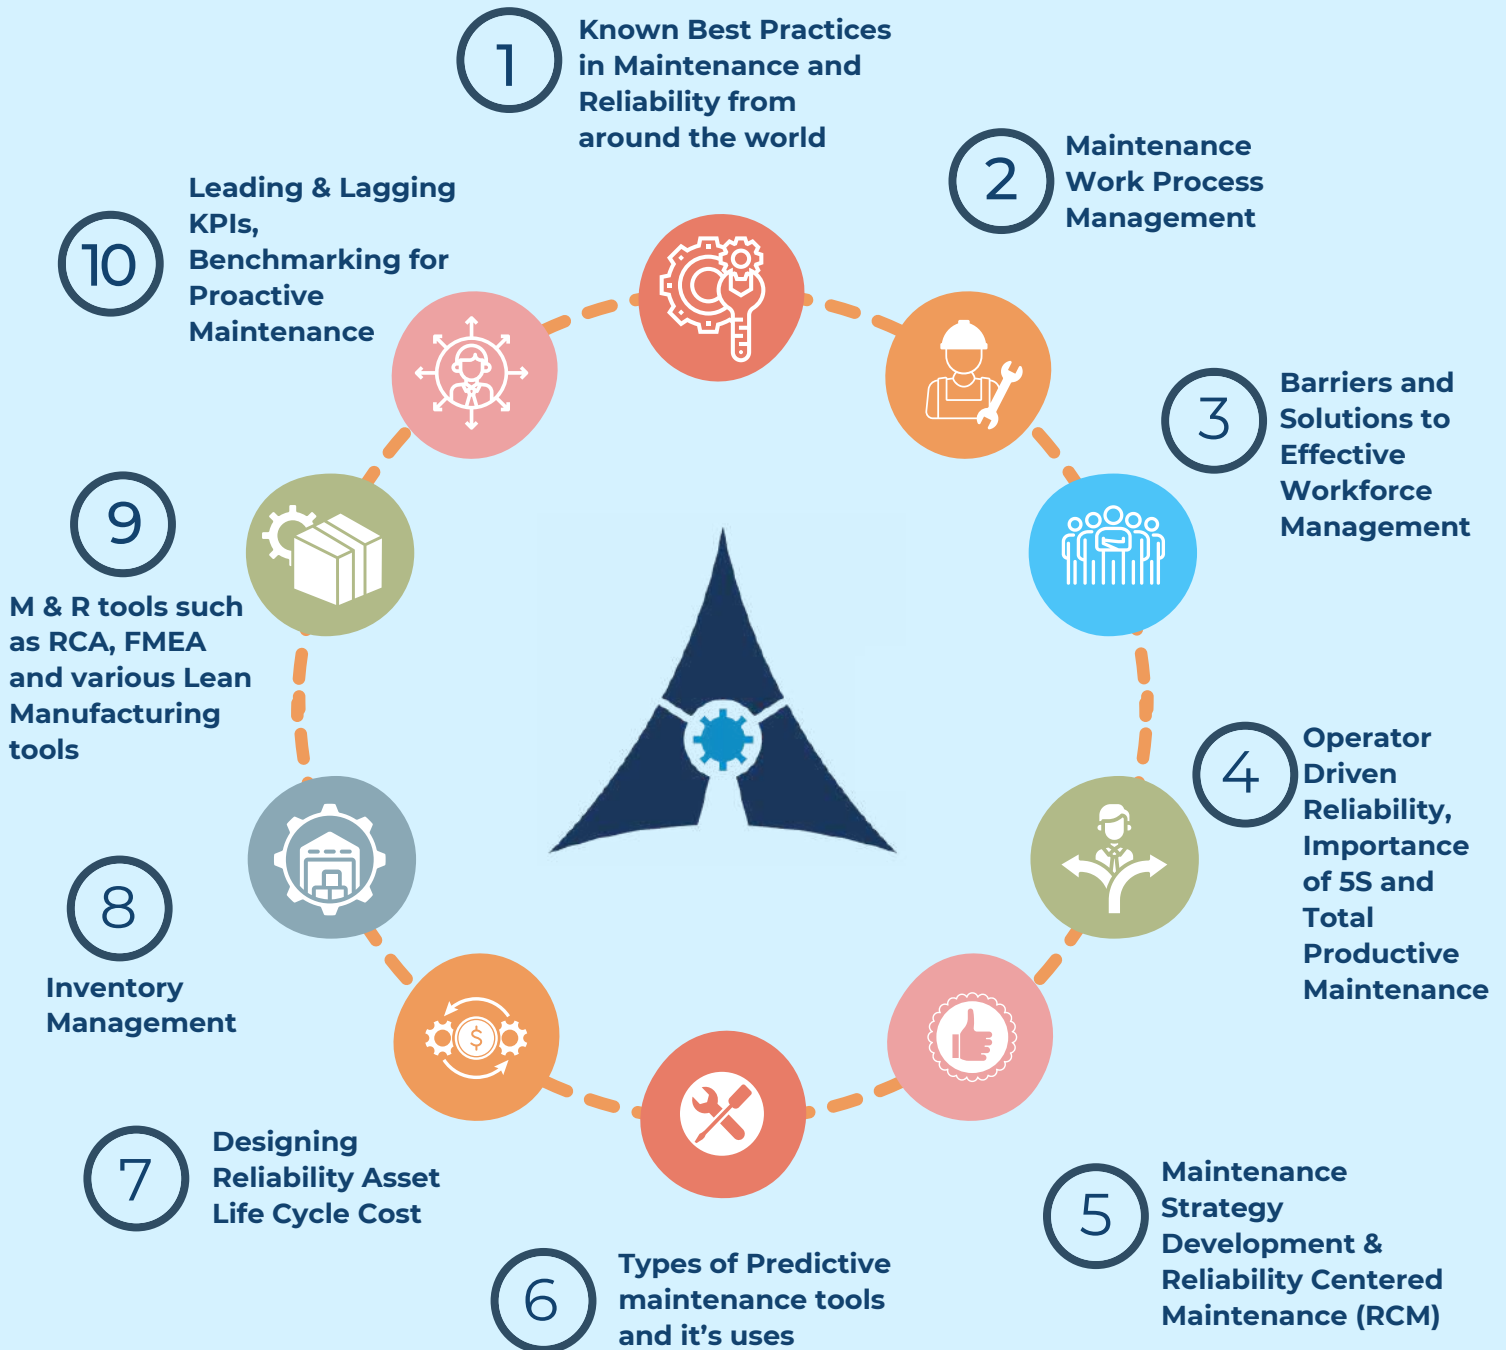 1
Known Best Practices
in Maintenance and
Reliability from
around the world
2
Maintenance
Work Process
Management
3
Barriers and
Solutions to
Effective
Workforce
Management
4
Operator
Driven
Reliability,
Importance
of 5S and
Total
Productive
Maintenance
5
Maintenance
Strategy
Development &
Reliability Centered
Maintenance (RCM)
6
Types of Predictive
maintenance tools
and it’s uses
7
Designing
Reliability Asset
Life Cycle Cost
$
8
Inventory
Management
9
M & R tools such
as RCA, FMEA
and various Lean
Manufacturing
tools
10
Leading & Lagging
KPIs,
Benchmarking for
Proactive
Maintenance